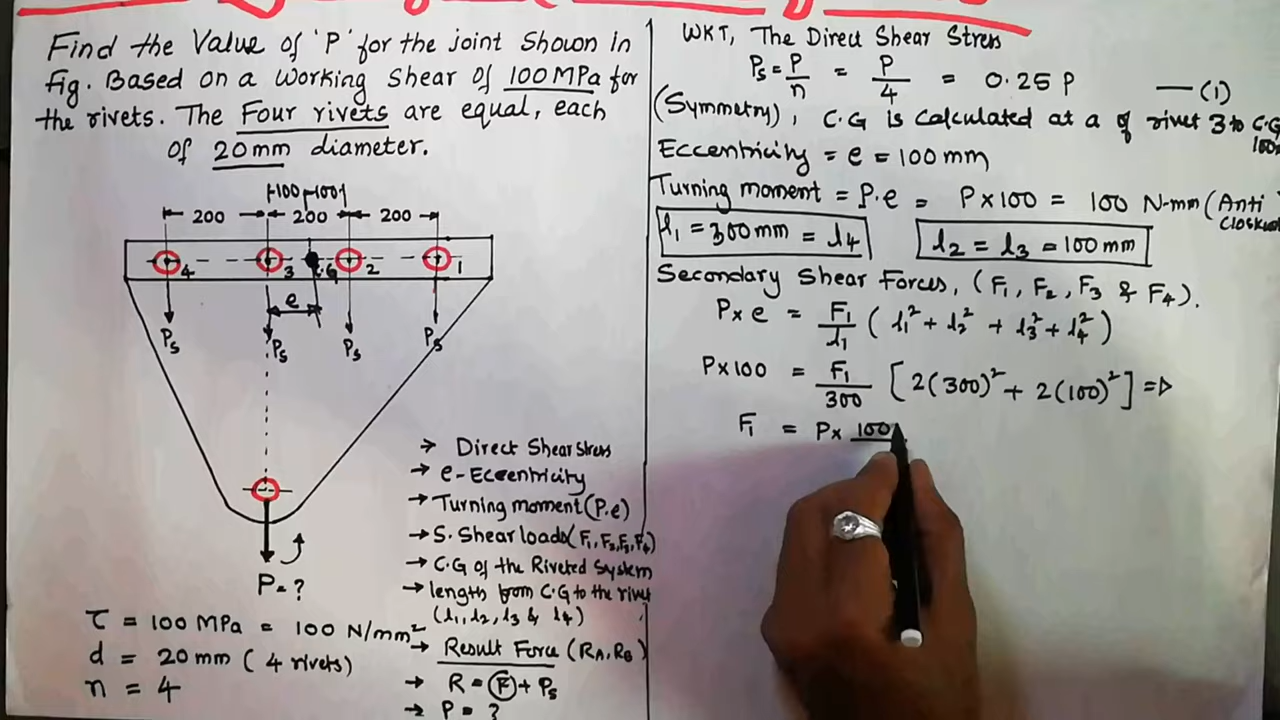 Find the Value of 'P' for the joint Shown in
fig. Based on a Working Shear of 100 MPa for
the rivets. The Four rivets are equal, each
of 20mm diameter.
100 100
200 200 200
4 3 C.G 2 1
e
Ps Ps Ps Ps
P = ?
τ = 100 MPa = 100 N/mm²
d = 20 mm ( 4 rivets)
n = 4
→ Direct Shear Stress
→ e - Eccentricity
→ Turning moment (P.e)
→ S. Shear loads (F1, F2, F3, F4)
→ C.G of the Riveted System
→ length from C.G to the rivet
(l1, l2, l3 & l4)
→ Result Force (RA, RB)
→ R = F + Ps
→ P = ?
WKT, The Direct Shear Stress
Ps = P/n = P/4 = 0.25 P — (1)
(Symmetry), C.G is Calculated at a of rivet 3 to C.G
100
Eccentricity = e = 100 mm
Turning moment = P.e = P x 100 = 100 N-mm (Anti
l1 = 300mm = l4 l2 = l3 = 100 mm
Secondary Shear Forces, (F1, F2, F3 & F4).
P x e = F1/l1 ( l1² + l2² + l3² + l4² )
P x 100 = F1/300 [ 2(300)² + 2(100)² ] =>
F1 = P x 100